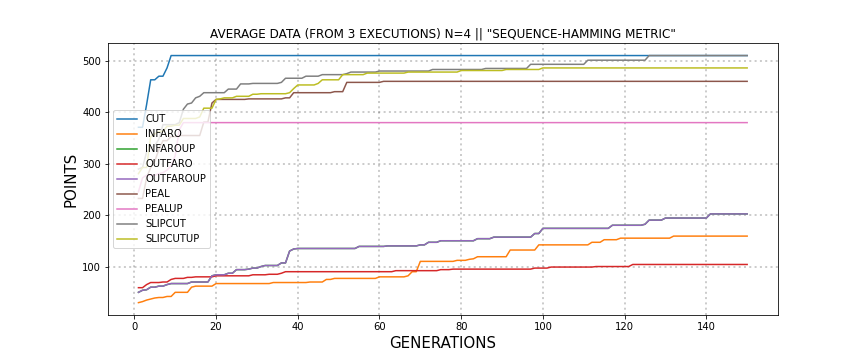 AVERAGE DATA (FROM 3 EXECUTIONS) N=4 || "SEQUENCE-HAMMING METRIC"
500
400
300
200
100
POINTS
CUT
INFARO
INFAROUP
OUTFARO
OUTFAROUP
PEAL
PEALUP
SLIPCUT
SLIPCUTUP
0 20 40 60 80 100 120 140
GENERATIONS